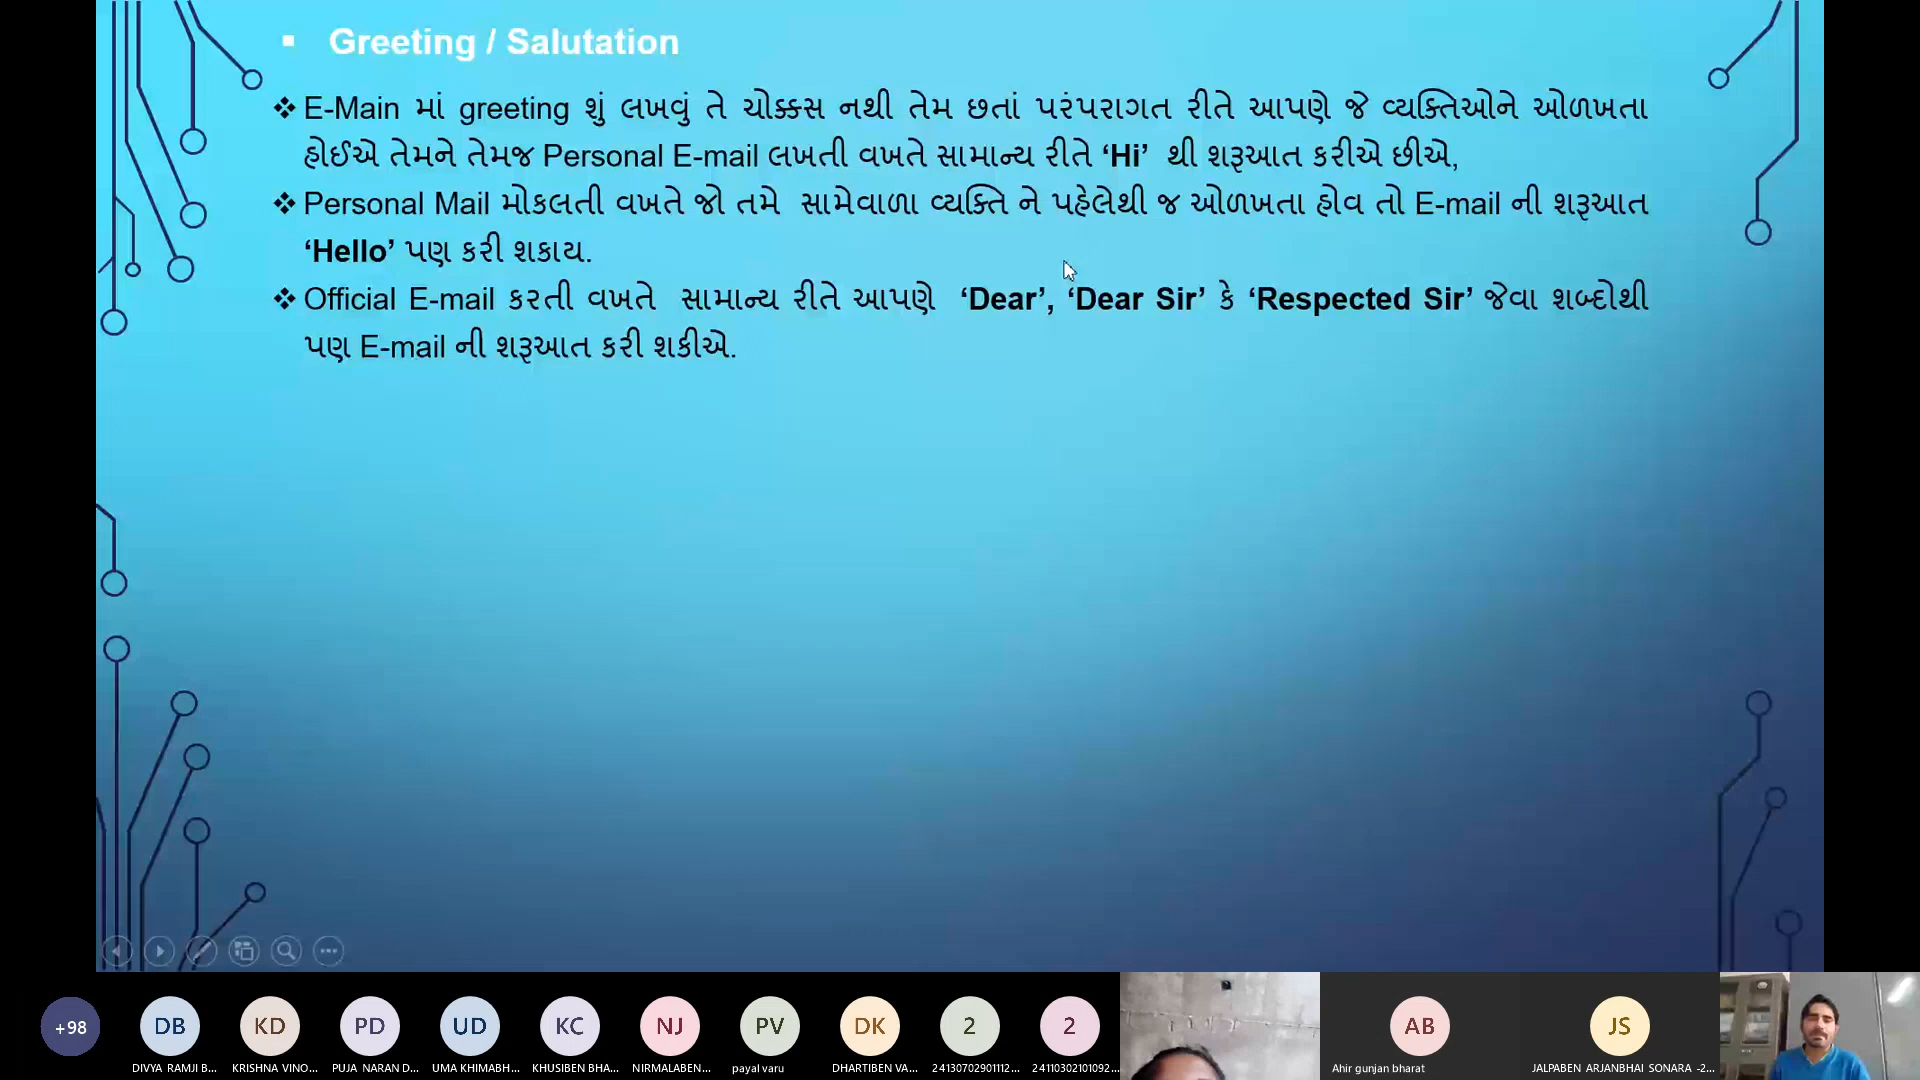 ▪ Greeting / Salutation
❖ E-Main માં greeting શું લખવું તે ચોક્કસ નથી તેમ છતાં પરંપરાગત રીતે આપણે જે વ્યક્તિઓને ઓળખતા
હોઈએ તેમને તેમજ Personal E-mail લખતી વખતે સામાન્ય રીતે ‘Hi’ થી શરૂઆત કરીએ છીએ,
❖ Personal Mail મોકલતી વખતે જો તમે સામેવાળા વ્યક્તિ ને પહેલેથી જ ઓળખતા હોવ તો E-mail ની શરૂઆત
‘Hello’ પણ કરી શકાય.
❖ Official E-mail કરતી વખતે સામાન્ય રીતે આપણે ‘Dear’, ‘Dear Sir’ કે ‘Respected Sir’ જેવા શબ્દોથી
પણ E-mail ની શરૂઆત કરી શકીએ.
+98 DB KD PD UD KC NJ PV DK 2 2 AB JS
DIVYA RAMJI B... KRISHNA VINO... PUJA NARAN D... UMA KHIMABH... KHUSIBEN BHA... NIRMALABEN... payal varu DHARTIBEN VA... 24130702901112... 24110302101092... Ahir gunjan bharat JALPABEN ARJANBHAI SONARA -2...